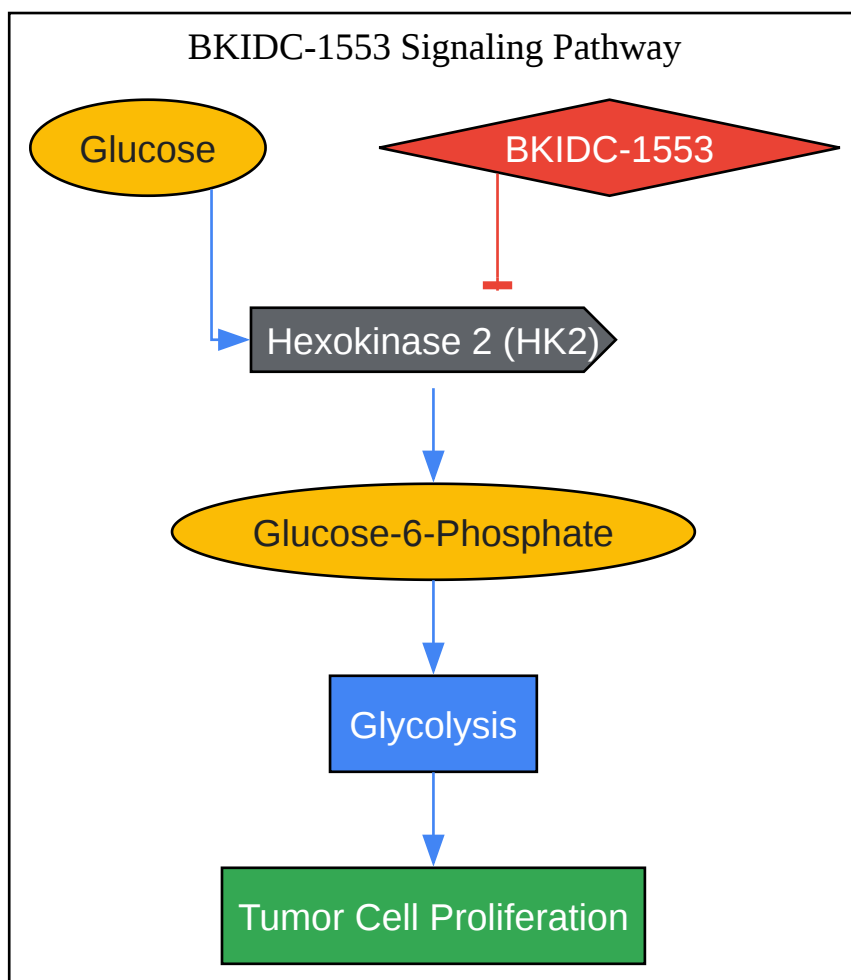 BKIDC-1553 Signaling Pathway
Glucose
BKIDC-1553
Hexokinase 2 (HK2)
Glucose-6-Phosphate
Glycolysis
Tumor Cell Proliferation